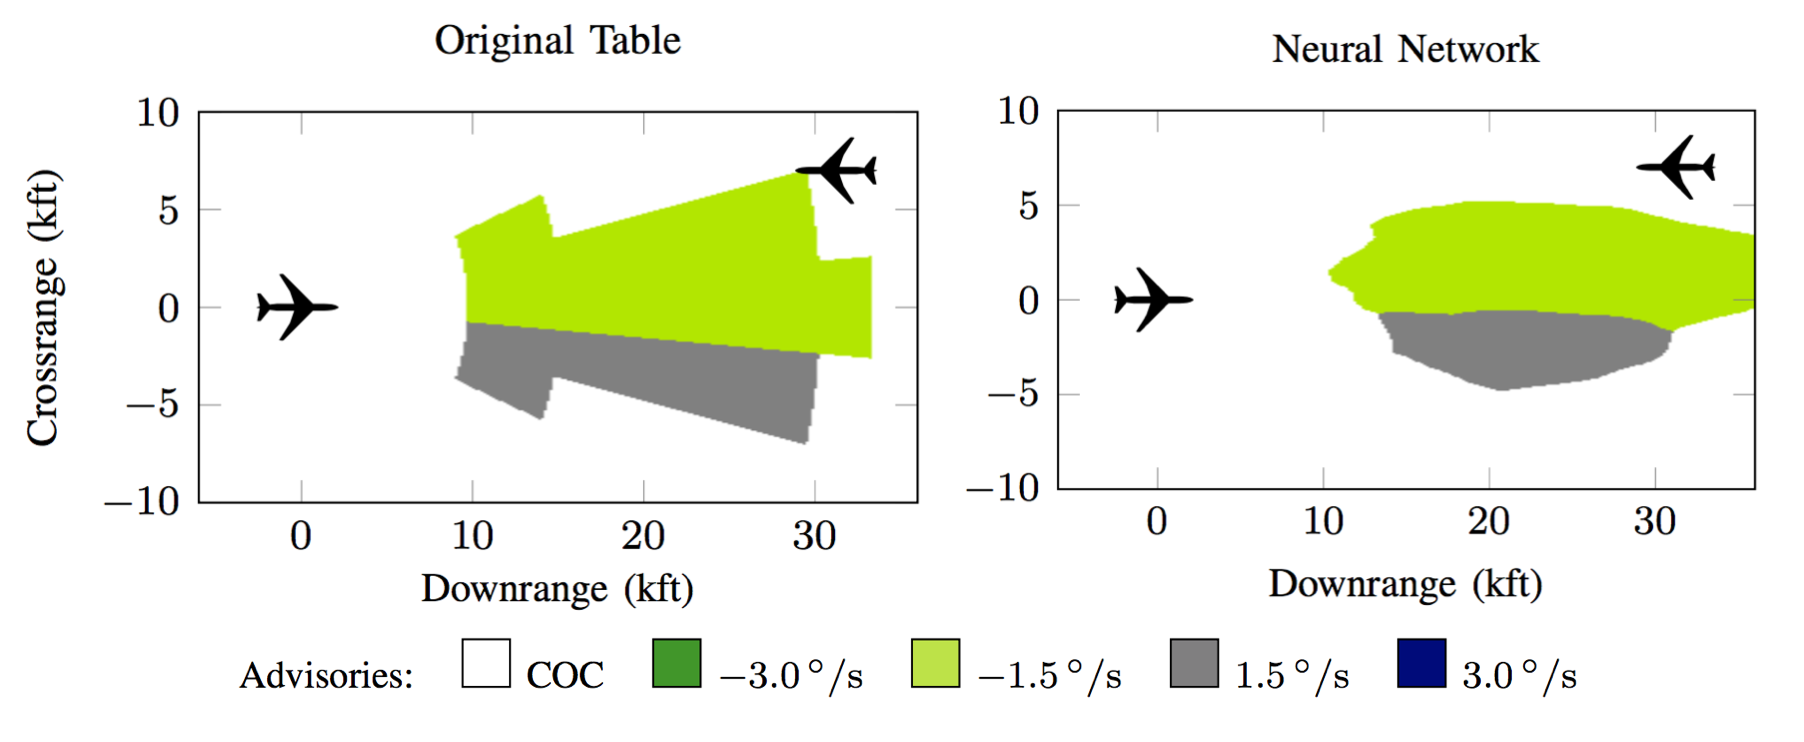 Original Table
Neural Network
Crossrange (kft)
10
5
0
−5
−10
0 10 20 30
Downrange (kft)
10
5
0
−5
−10
0 10 20 30
Downrange (kft)
Advisories: COC −3.0 °/s −1.5 °/s 1.5 °/s 3.0 °/s